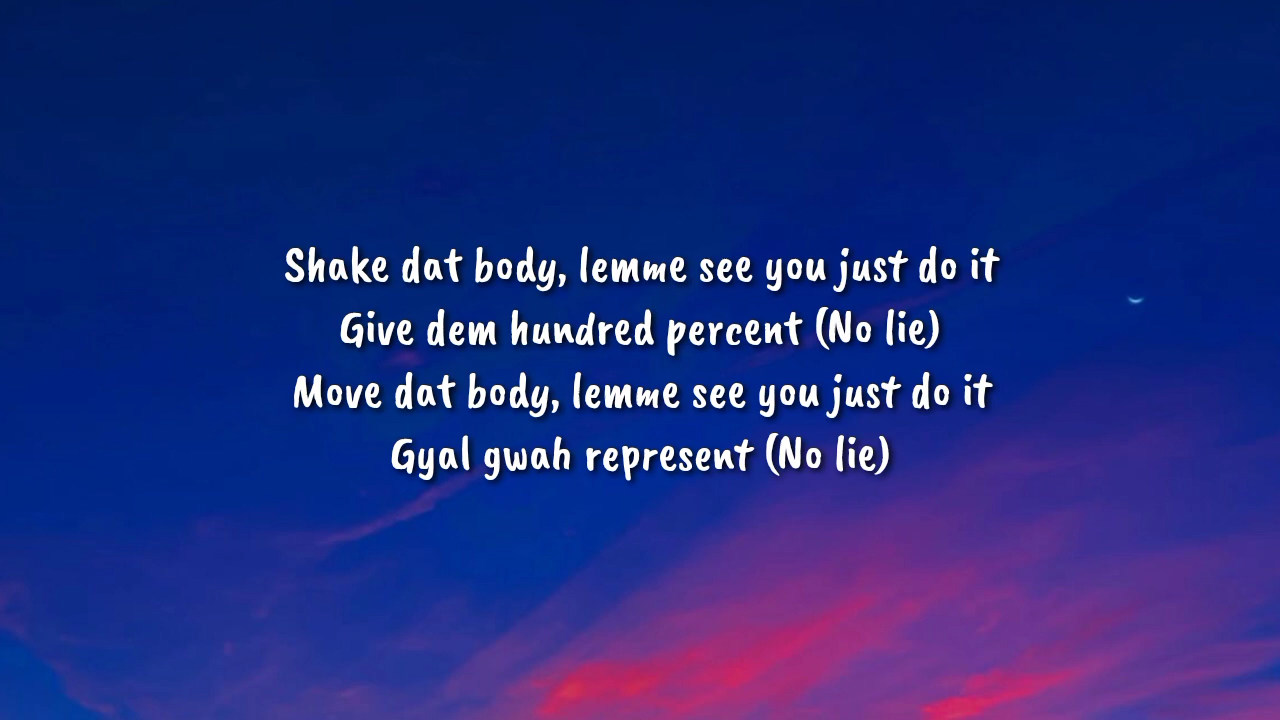 Shake dat body, lemme see you just do it
Give dem hundred percent (No lie)
Move dat body, lemme see you just do it
Gyal gwah represent (No lie)